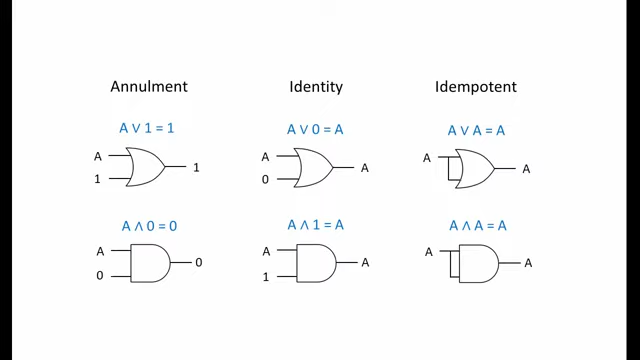 Annulment
Identity
Idempotent
A ∨ 1 = 1
A ∨ 0 = A
A ∨ A = A
A
1
1
A
0
A
A
A
A ∧ 0 = 0
A ∧ 1 = A
A ∧ A = A
A
0
0
A
1
A
A
A